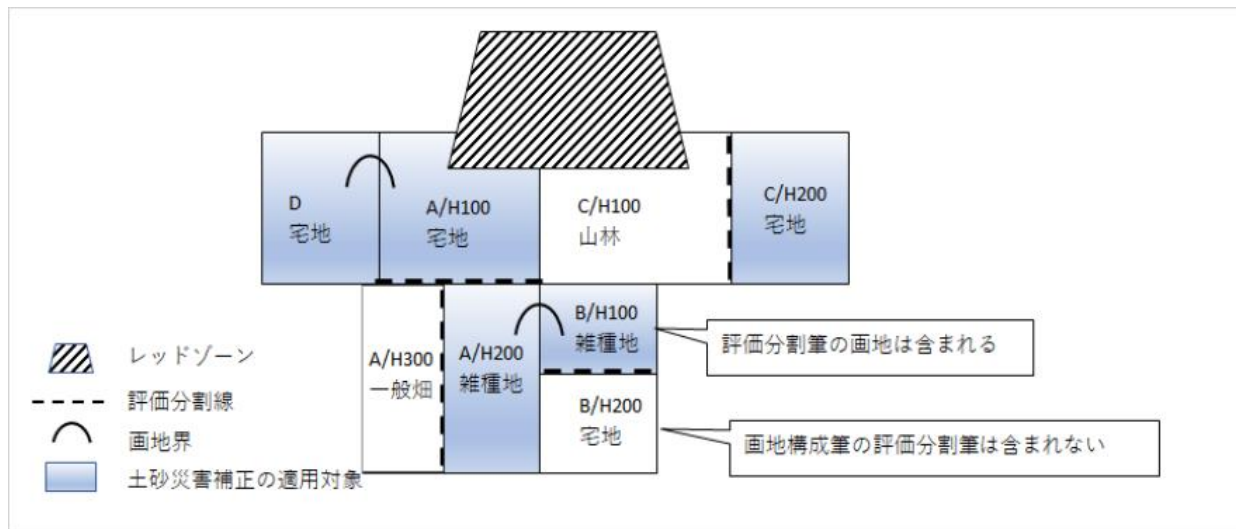 D
宅地
A/H100
宅地
C/H100
山林
C/H200
宅地
A/H300
一般畑
A/H200
雑種地
B/H100
雑種地
B/H200
宅地
評価分割筆の画地は含まれる
画地構成筆の評価分割筆は含まれない
レッドゾーン
評価分割線
画地界
土砂災害補正の適用対象